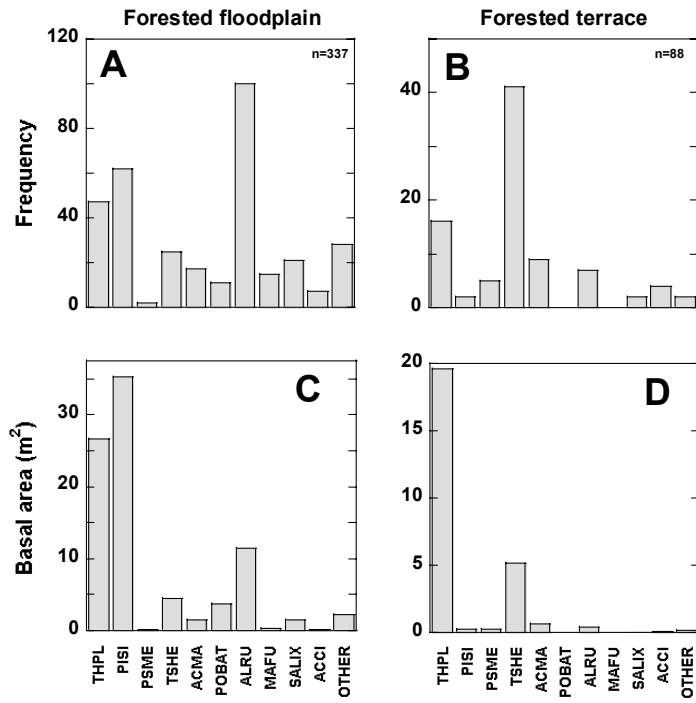 Forested floodplain
Forested terrace
120
80
40
0
Frequency
A
n=337
40
20
0
B
n=88
30
20
10
0
Basal area (m²)
C
20
15
10
5
0
D
THPL
PISI
PSME
TSHE
ACMA
POBAT
ALRU
MAFU
SALIX
ACCI
OTHER
THPL
PISI
PSME
TSHE
ACMA
POBAT
ALRU
MAFU
SALIX
ACCI
OTHER